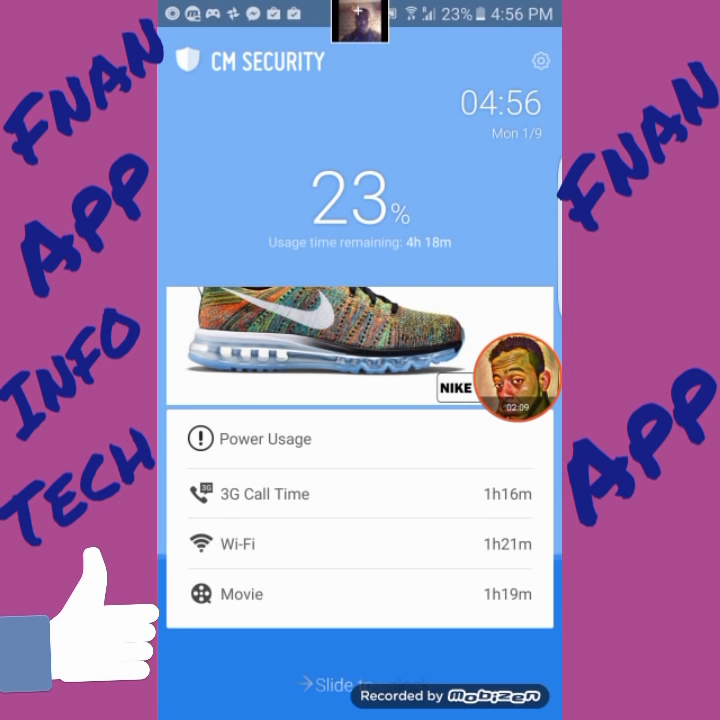 FNAN
APP
INFO
TECH
23% 4:56 PM
CM SECURITY
04:56
Mon 1/9
23%
Usage time remaining: 4h 18m
NIKE
02:09
Power Usage
3G Call Time 1h16m
Wi-Fi 1h21m
Movie 1h19m
Slide to
Recorded by mobizen
FNAN
APP